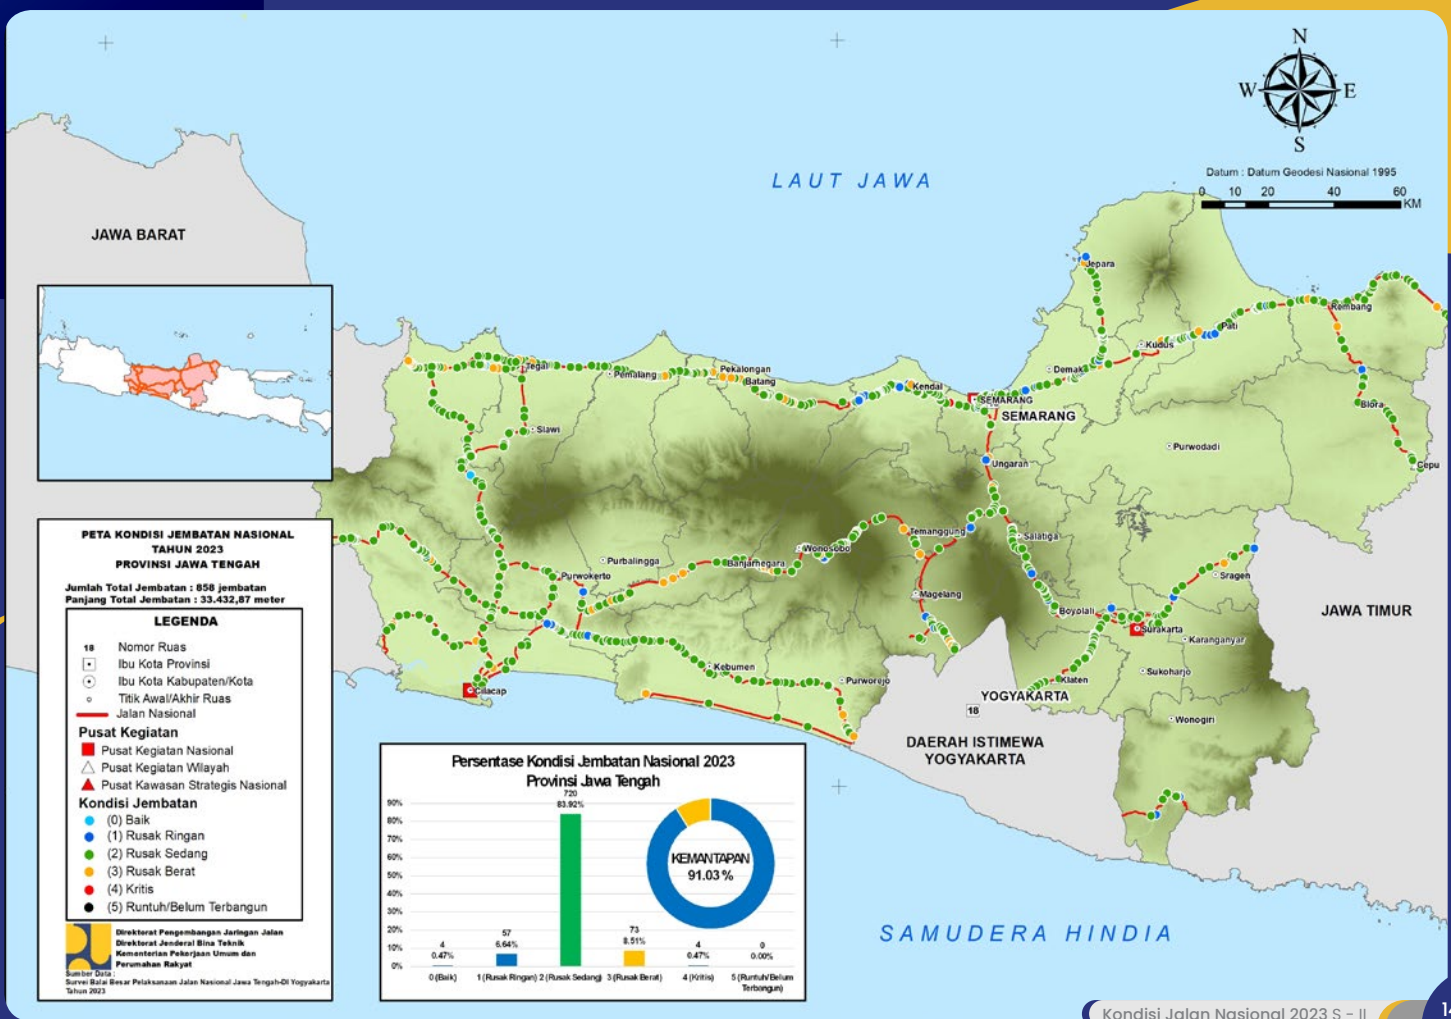 N
W E
S
Datum : Datum Geodesi Nasional 1995
0 10 20 40 60
KM
LAUT JAWA
JAWA BARAT
Jepara
Rembang
Pati
Kudus
Demak
Tegal
Pemalang
Pekalongan
Batang
Kendal
SEMARANG
SEMARANG
Blora
Slawi
Purwodadi
Ungaran
Cepu
Temanggung
Salatiga
Wonosobo
Purbalingga
Banjarnegara
Purwokerto
Sragen
Magelang
Boyolali
JAWA TIMUR
Surakarta
Karanganyar
Kebumen
Purworejo
Klaten
Sukoharjo
Cilacap
YOGYAKARTA
18
Wonogiri
DAERAH ISTIMEWA
YOGYAKARTA
SAMUDERA HINDIA
PETA KONDISI JEMBATAN NASIONAL
TAHUN 2023
PROVINSI JAWA TENGAH
Jumlah Total Jembatan : 858 jembatan
Panjang Total Jembatan : 33.432,87 meter
LEGENDA
18 Nomor Ruas
Ibu Kota Provinsi
Ibu Kota Kabupaten/Kota
Titik Awal/Akhir Ruas
Jalan Nasional
Pusat Kegiatan
Pusat Kegiatan Nasional
Pusat Kegiatan Wilayah
Pusat Kawasan Strategis Nasional
Kondisi Jembatan
(0) Baik
(1) Rusak Ringan
(2) Rusak Sedang
(3) Rusak Berat
(4) Kritis
(5) Runtuh/Belum Terbangun
Direktorat Pengembangan Jaringan Jalan
Direktorat Jenderal Bina Teknik
Kementerian Pekerjaan Umum dan
Perumahan Rakyat
Sumber Data :
Survei Balai Besar Pelaksanaan Jalan Nasional Jawa Tengah-DI Yogyakarta
Tahun 2023
Persentase Kondisi Jembatan Nasional 2023
Provinsi Jawa Tengah
90%
80%
70%
60%
50%
40%
30%
20%
10%
0%
4
0.47%
57
6.64%
720
83.92%
73
8.51%
4
0.47%
0
0.00%
0 (Baik) 1 (Rusak Ringan) 2 (Rusak Sedang) 3 (Rusak Berat) 4 (Kritis) 5 (Runtuh/Belum
Terbangun)
KEMANTAPAN
91.03%
Kondisi Jalan Nasional 2023 S - II